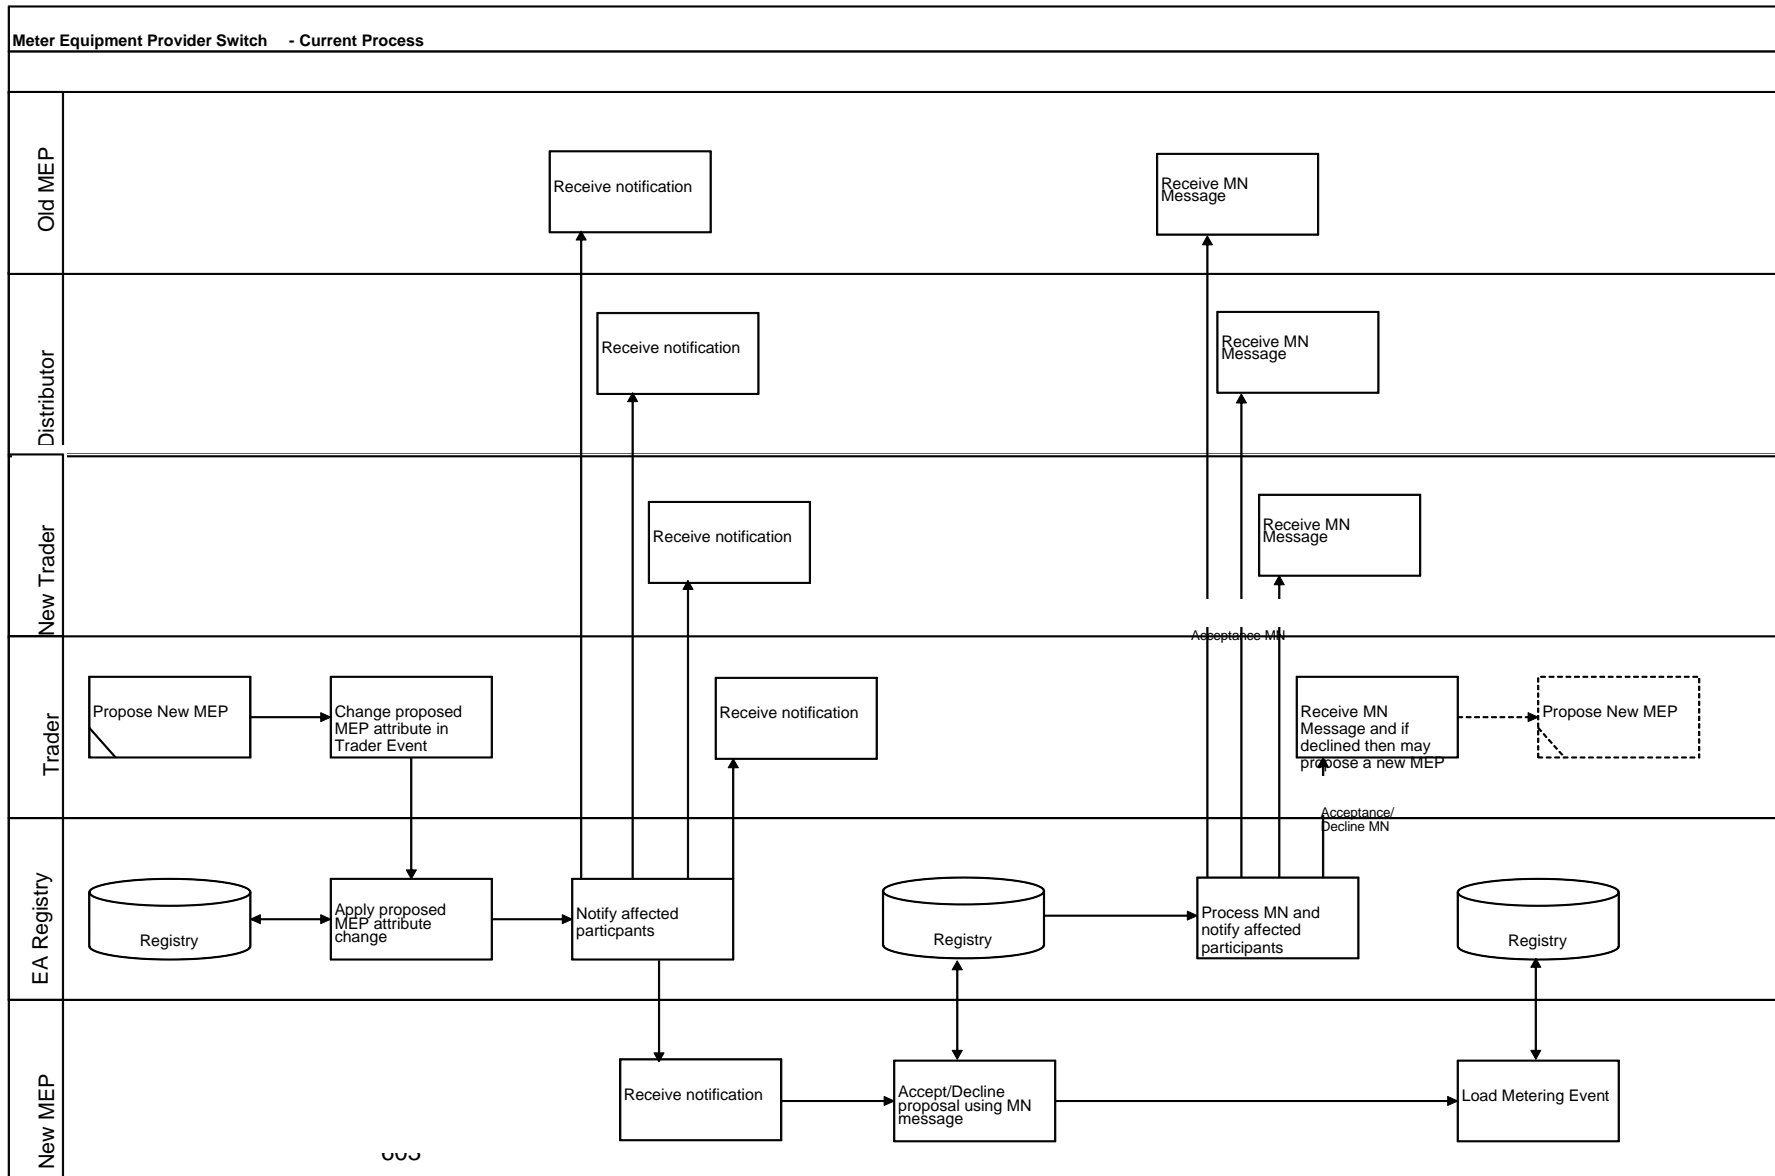 Meter Equipment Provider Switch - Current Process
Old MEP
Receive notification
Receive MN
Message
Distributor
Receive notification
Receive MN
Message
New Trader
Receive notification
Receive MN
Message
Acceptance MN
Trader
Propose New MEP
Change proposed
MEP attribute in
Trader Event
Receive notification
Receive MN
Message and if
declined then may
propose a new MEP
Propose New MEP
Acceptance/
Decline MN
EA Registry
Registry
Apply proposed
MEP attribute
change
Notify affected
particpants
Registry
Process MN and
notify affected
participants
Registry
New MEP
Receive notification
Accept/Decline
proposal using MN
message
Load Metering Event